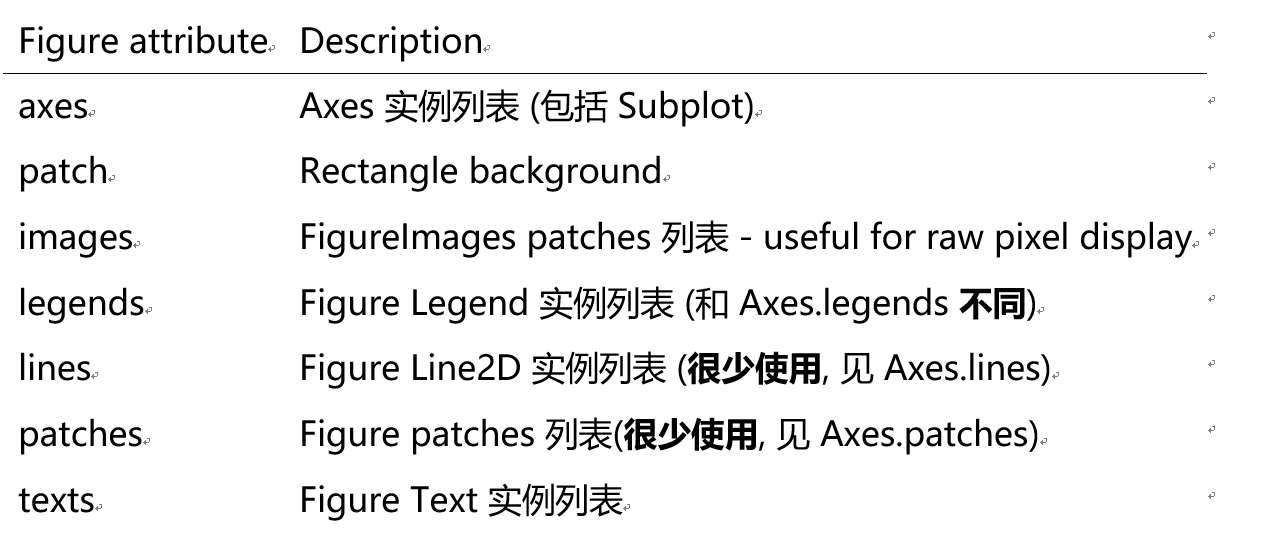 Figure attribute Description
axes Axes 实例列表 (包括 Subplot)
patch Rectangle background
images FigureImages patches 列表 - useful for raw pixel display
legends Figure Legend 实例列表 (和 Axes.legends 不同)
lines Figure Line2D 实例列表 (很少使用, 见 Axes.lines)
patches Figure patches 列表(很少使用, 见 Axes.patches)
texts Figure Text 实例列表